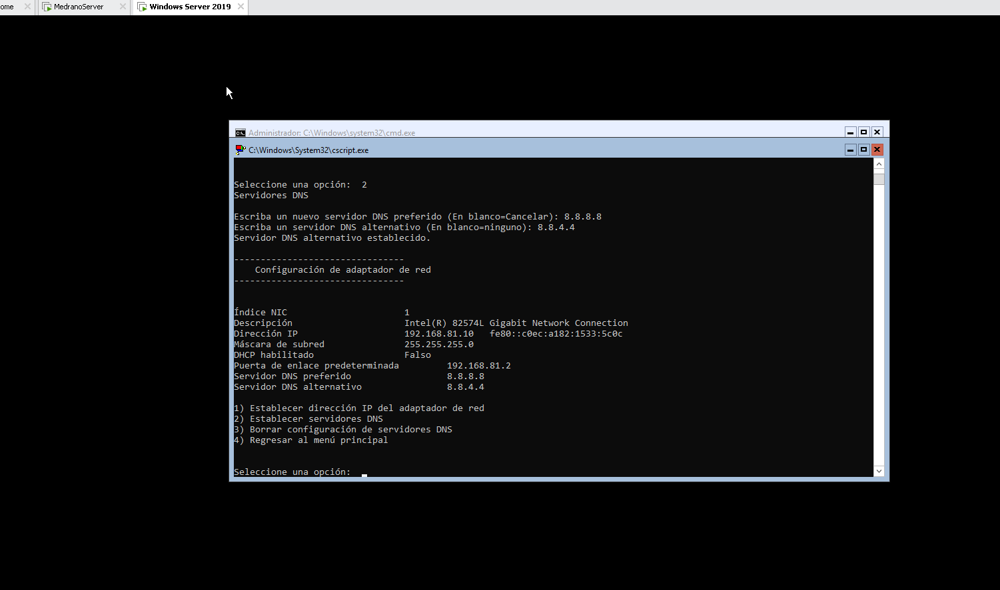 ome MedranoServer Windows Server 2019
Administrador: C:\Windows\system32\cmd.exe
C:\Windows\System32\cscript.exe
Seleccione una opción:  2
Servidores DNS
Escriba un nuevo servidor DNS preferido (En blanco=Cancelar): 8.8.8.8
Escriba un servidor DNS alternativo (En blanco=ninguno): 8.8.4.4
Servidor DNS alternativo establecido.
--------------------------------
Configuración de adaptador de red
--------------------------------
Índice NIC 1
Descripción Intel(R) 82574L Gigabit Network Connection
Dirección IP 192.168.81.10 fe80::c0ec:a182:1533:5c0c
Máscara de subred 255.255.255.0
DHCP habilitado Falso
Puerta de enlace predeterminada 192.168.81.2
Servidor DNS preferido 8.8.8.8
Servidor DNS alternativo 8.8.4.4
1) Establecer dirección IP del adaptador de red
2) Establecer servidores DNS
3) Borrar configuración de servidores DNS
4) Regresar al menú principal
Seleccione una opción: